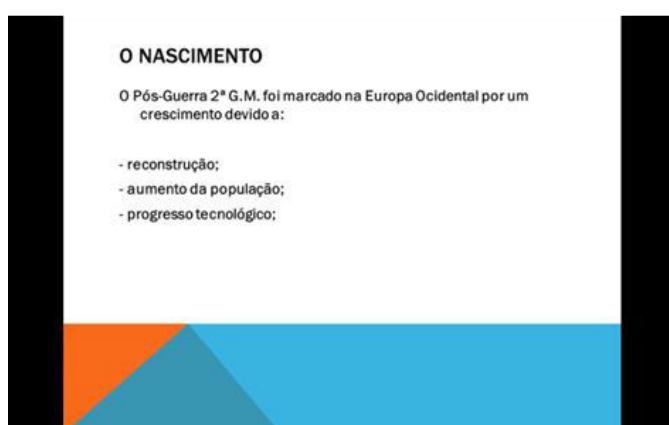 O NASCIMENTO
O Pós-Guerra 2ª G.M. foi marcado na Europa Ocidental por um
crescimento devido a:
- reconstrução;
- aumento da população;
- progresso tecnológico;